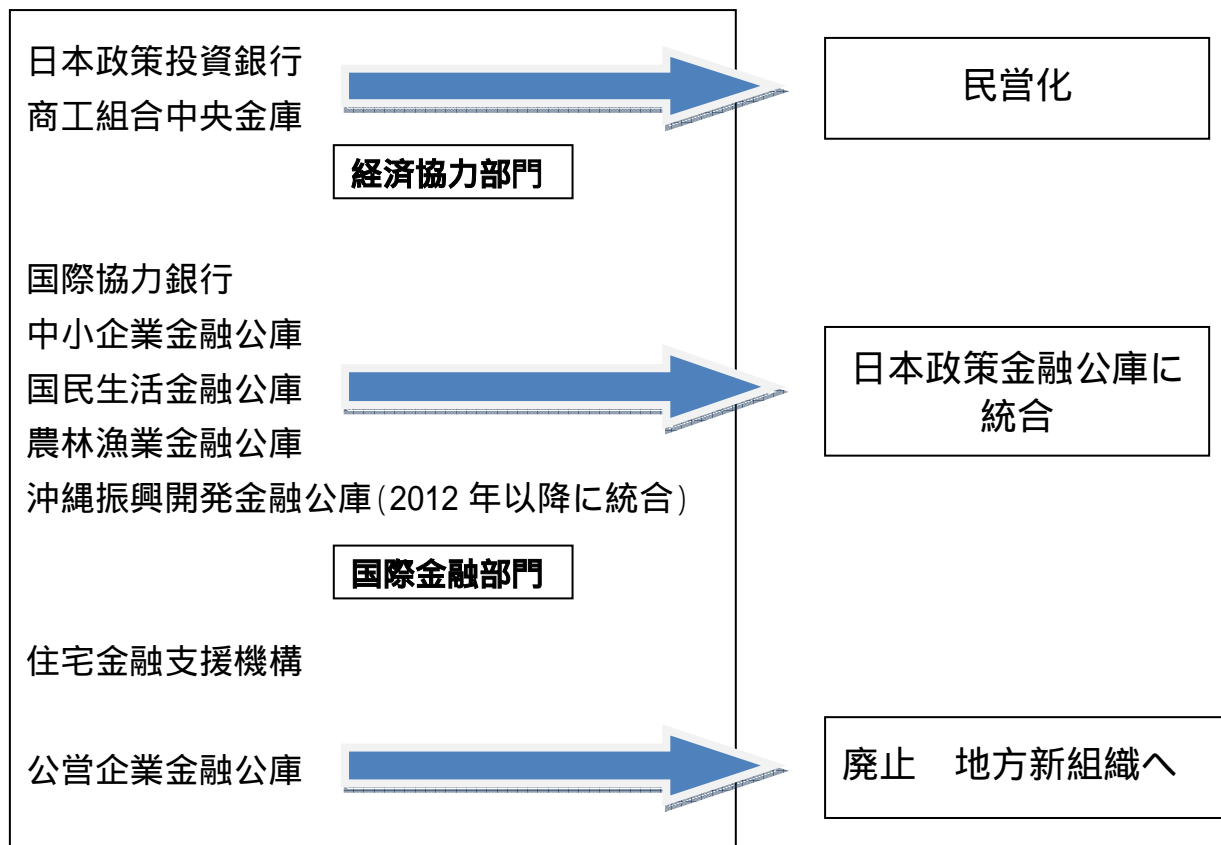 日本政策投資銀行
商工組合中央金庫
民営化
経済協力部門
国際協力銀行
中小企業金融公庫
国民生活金融公庫
農林漁業金融公庫
沖縄振興開発金融公庫(2012 年以降に統合)
日本政策金融公庫に
統合
国際金融部門
住宅金融支援機構
公営企業金融公庫
廃止　地方新組織へ